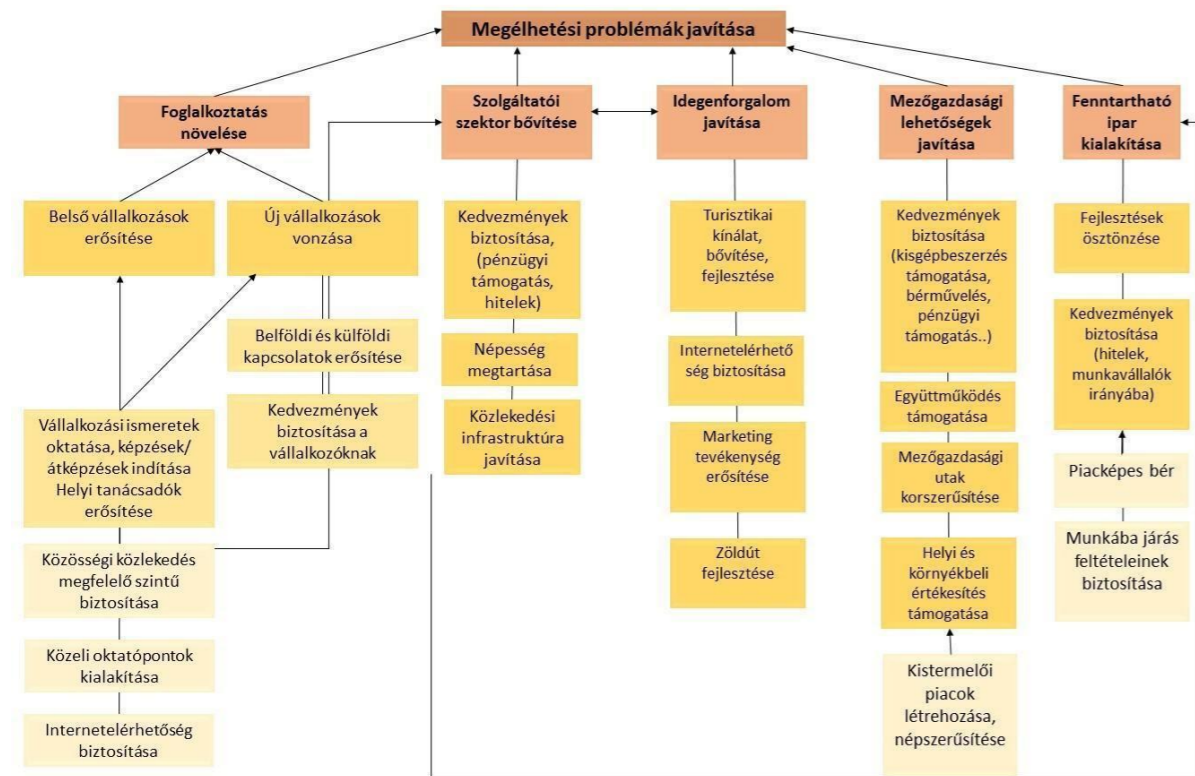 Megélhetési problémák javítása
Foglalkoztatás
növelése
Szolgáltatói
szektor bővítése
Idegenforgalom
javítása
Mezőgazdasági
lehetőségek
javítása
Fenntartható
ipar
kialakítása
Belső vállalkozások
erősítése
Új vállalkozások
vonzása
Belföldi és külföldi
kapcsolatok erősítése
Kedvezmények
biztosítása a
vállalkozóknak
Vállalkozási ismeretek
oktatása, képzések/
átképzések indítása
Helyi tanácsadók
erősítése
Közösségi közlekedés
megfelelő szintű
biztosítása
Közeli oktatópontok
kialakítása
Internetelérhetőség
biztosítása
Kedvezmények
biztosítása,
(pénzügyi
támogatás,
hitelek)
Népesség
megtartása
Közlekedési
infrastruktúra
javítása
Turisztikai
kínálat,
bővítése,
fejlesztése
Internetelérhető
ség biztosítása
Marketing
tevékenység
erősítése
Zöldút
fejlesztése
Kedvezmények
biztosítása
(kisgépbeszerzés
támogatása,
bérművelés,
pénzügyi
támogatás..)
Együttműködés
támogatása
Mezőgazdasági
utak
korszerűsítése
Helyi és
környékbeli
értékesítés
támogatása
Kistermelői
piacok
létrehozása,
népszerűsítése
Fejlesztések
ösztönzése
Kedvezmények
biztosítása
(hitelek,
munkavállalók
irányába)
Piacképes bér
Munkába járás
feltételeinek
biztosítása